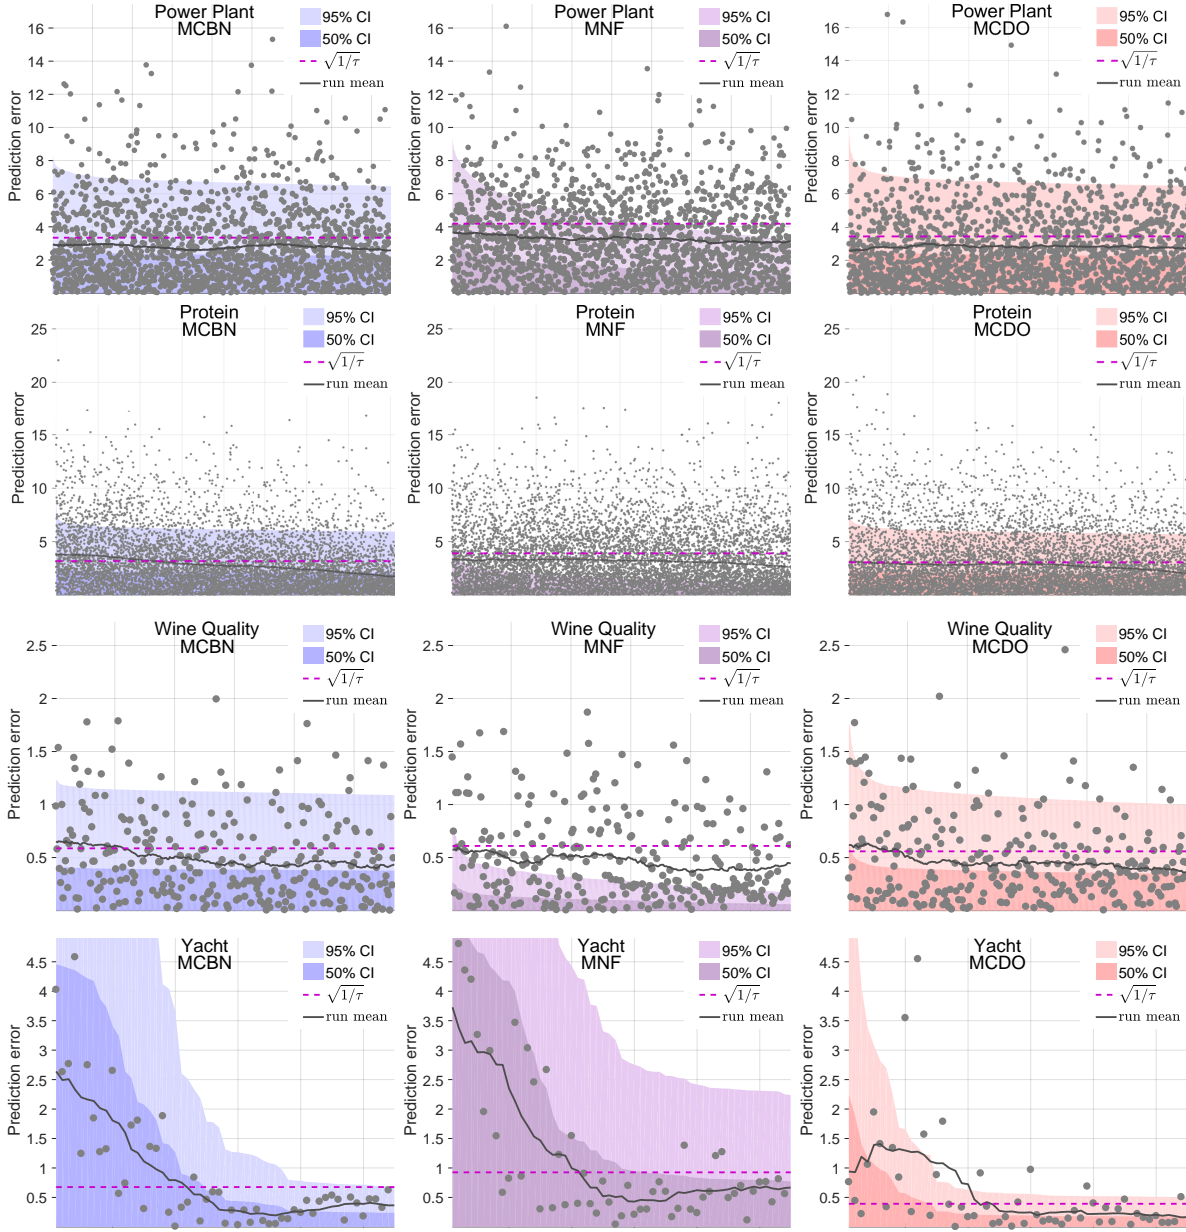 Power Plant
MCBN
95% CI
50% CI
√1/τ
run mean
Prediction error
16
14
12
10
8
6
4
2
Power Plant
MNF
95% CI
50% CI
√1/τ
run mean
Prediction error
16
14
12
10
8
6
4
2
Power Plant
MCDO
95% CI
50% CI
√1/τ
run mean
Prediction error
16
14
12
10
8
6
4
2
Protein
MCBN
95% CI
50% CI
√1/τ
run mean
Prediction error
25
20
15
10
5
Protein
MNF
95% CI
50% CI
√1/τ
run mean
Prediction error
25
20
15
10
5
Protein
MCDO
95% CI
50% CI
√1/τ
run mean
Prediction error
25
20
15
10
5
Wine Quality
MCBN
95% CI
50% CI
√1/τ
run mean
Prediction error
2.5
2
1.5
1
0.5
Wine Quality
MNF
95% CI
50% CI
√1/τ
run mean
Prediction error
2.5
2
1.5
1
0.5
Wine Quality
MCDO
95% CI
50% CI
√1/τ
run mean
Prediction error
2.5
2
1.5
1
0.5
Yacht
MCBN
95% CI
50% CI
√1/τ
run mean
Prediction error
4.5
4
3.5
3
2.5
2
1.5
1
0.5
Yacht
MNF
95% CI
50% CI
√1/τ
run mean
Prediction error
4.5
4
3.5
3
2.5
2
1.5
1
0.5
Yacht
MCDO
95% CI
50% CI
√1/τ
run mean
Prediction error
4.5
4
3.5
3
2.5
2
1.5
1
0.5